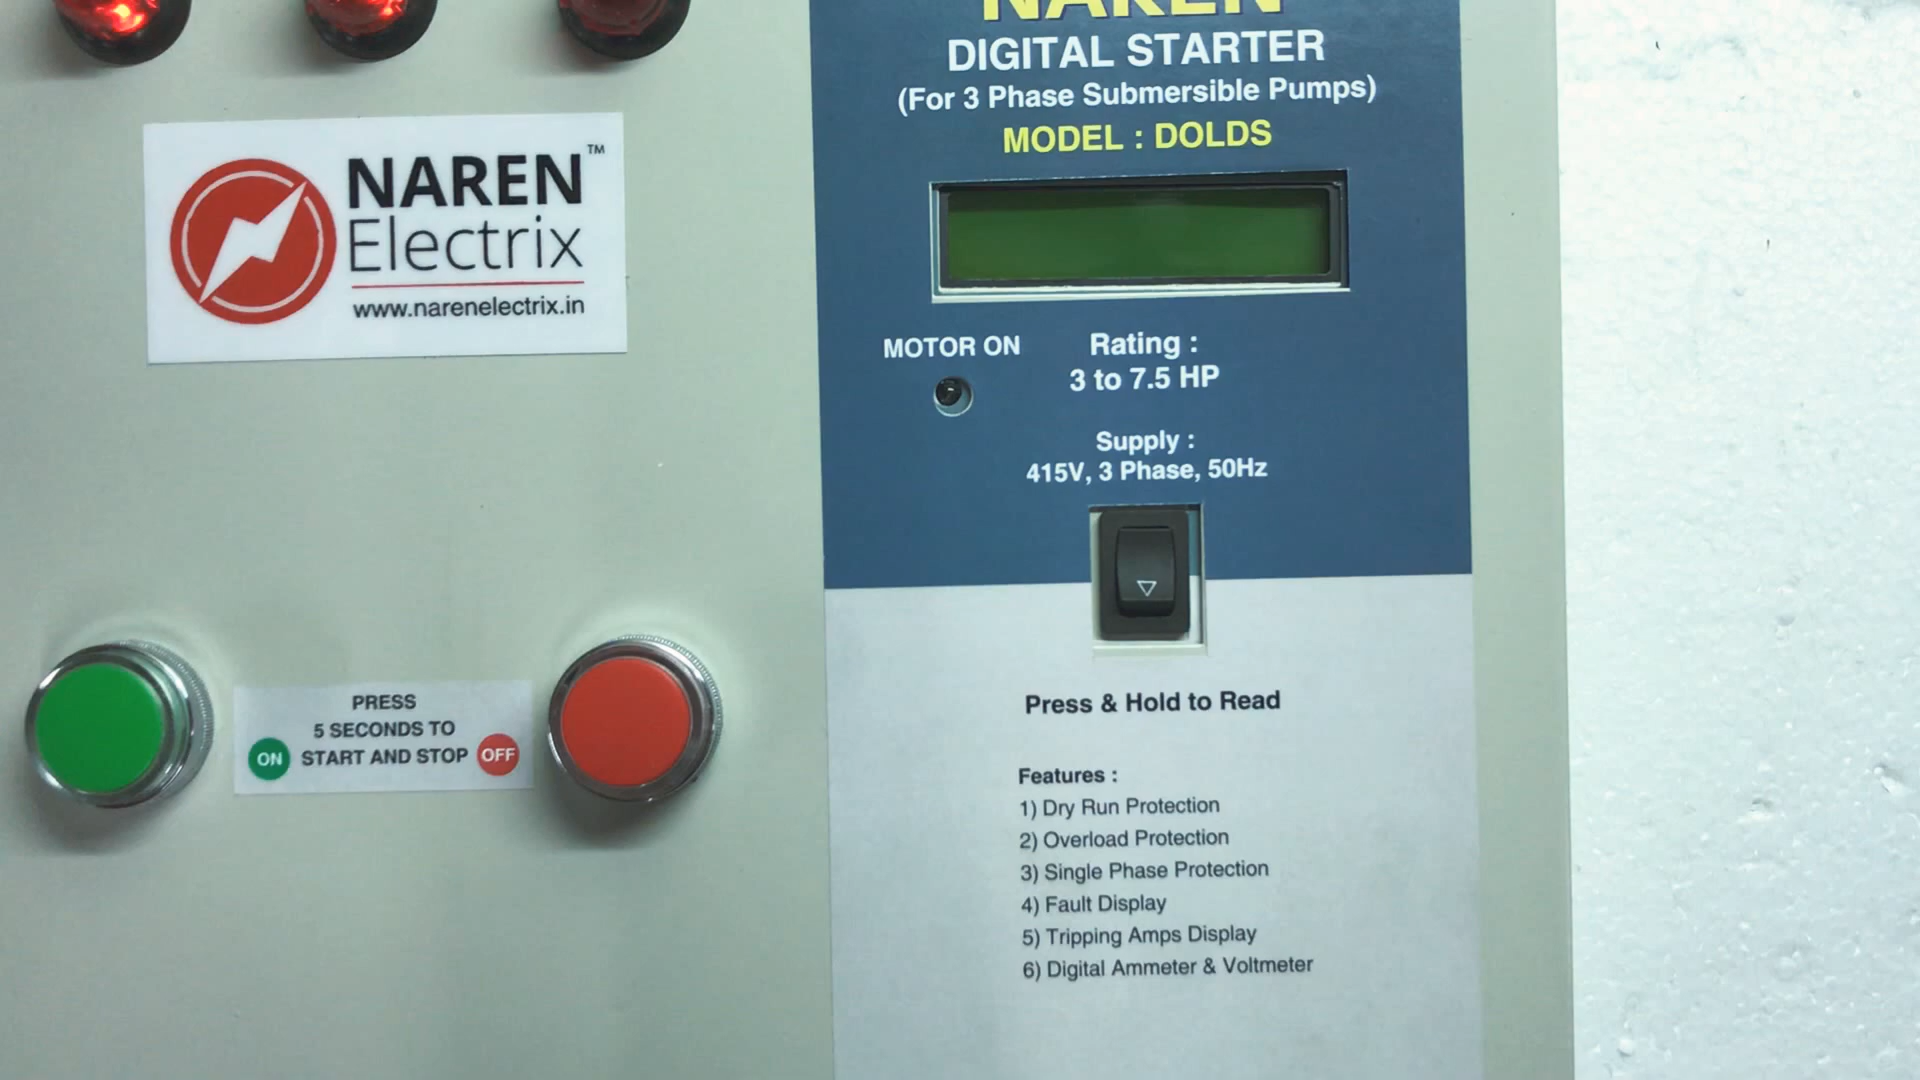 NAREN™
Electrix
www.narenelectrix.in
PRESS
5 SECONDS TO
ON START AND STOP OFF
NAREN
DIGITAL STARTER
(For 3 Phase Submersible Pumps)
MODEL : DOLDS
MOTOR ON
Rating :
3 to 7.5 HP
Supply :
415V, 3 Phase, 50Hz
Press & Hold to Read
Features :
1) Dry Run Protection
2) Overload Protection
3) Single Phase Protection
4) Fault Display
5) Tripping Amps Display
6) Digital Ammeter & Voltmeter